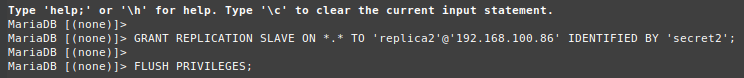 Type 'help;' or '\h' for help. Type '\c' to clear the current input statement.
MariaDB [(none)]>
MariaDB [(none)]> GRANT REPLICATION SLAVE ON *.* TO 'replica2'@'192.168.100.86' IDENTIFIED BY 'secret2';
MariaDB [(none)]>
MariaDB [(none)]> FLUSH PRIVILEGES;